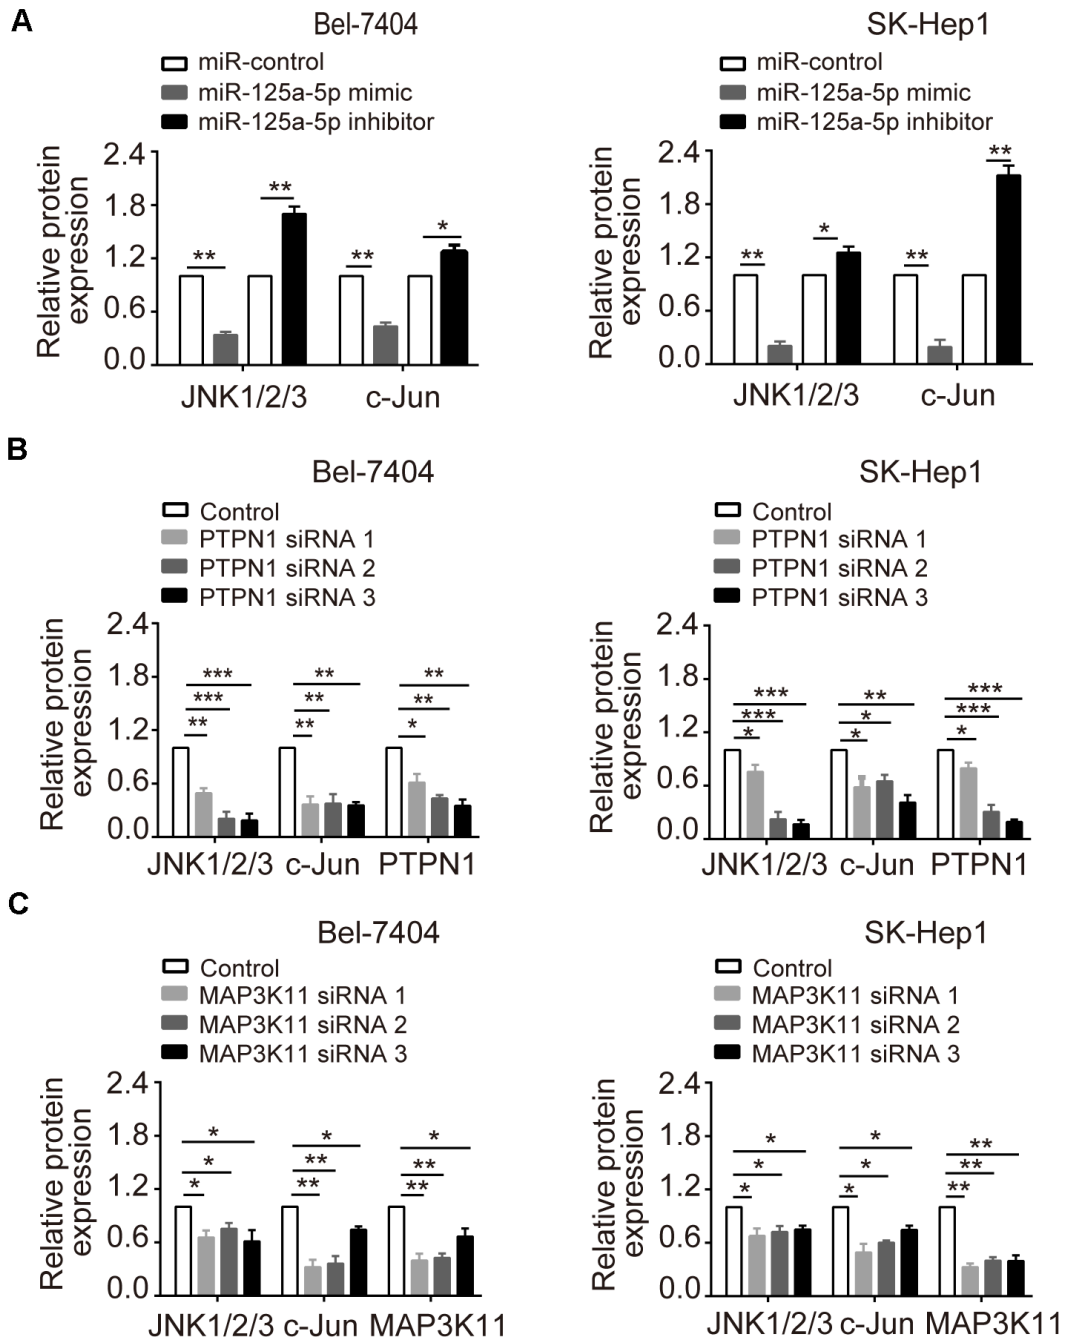 A
Bel-7404
SK-Hep1
miR-control
miR-125a-5p mimic
miR-125a-5p inhibitor
miR-control
miR-125a-5p mimic
miR-125a-5p inhibitor
Relative protein
expression
2.4
1.8
1.2
0.6
0.0
**
**
**
*
JNK1/2/3 c-Jun
Relative protein
expression
2.4
1.8
1.2
0.6
0.0
**
*
**
**
JNK1/2/3 c-Jun
B
Bel-7404
SK-Hep1
Control
PTPN1 siRNA 1
PTPN1 siRNA 2
PTPN1 siRNA 3
Control
PTPN1 siRNA 1
PTPN1 siRNA 2
PTPN1 siRNA 3
Relative protein
expression
2.4
1.8
1.2
0.6
0.0
*** ** **
*** ** **
** ** *
JNK1/2/3 c-Jun PTPN1
Relative protein
expression
2.4
1.8
1.2
0.6
0.0
*** ** ***
*** * ***
* * *
JNK1/2/3 c-Jun PTPN1
C
Bel-7404
SK-Hep1
Control
MAP3K11 siRNA 1
MAP3K11 siRNA 2
MAP3K11 siRNA 3
Control
MAP3K11 siRNA 1
MAP3K11 siRNA 2
MAP3K11 siRNA 3
Relative protein
expression
2.4
1.8
1.2
0.6
0.0
* * *
* ** **
* ** **
JNK1/2/3 c-Jun MAP3K11
Relative protein
expression
2.4
1.8
1.2
0.6
0.0
* * **
* * **
* * **
JNK1/2/3 c-Jun MAP3K11